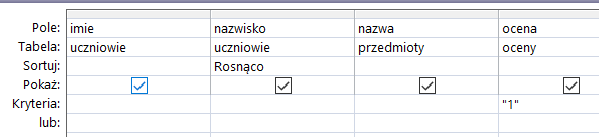 Pole: imie nazwisko nazwa ocena
Tabela: uczniowie uczniowie przedmioty oceny
Sortuj: Rosnąco
Pokaż:
Kryteria: "1"
lub: